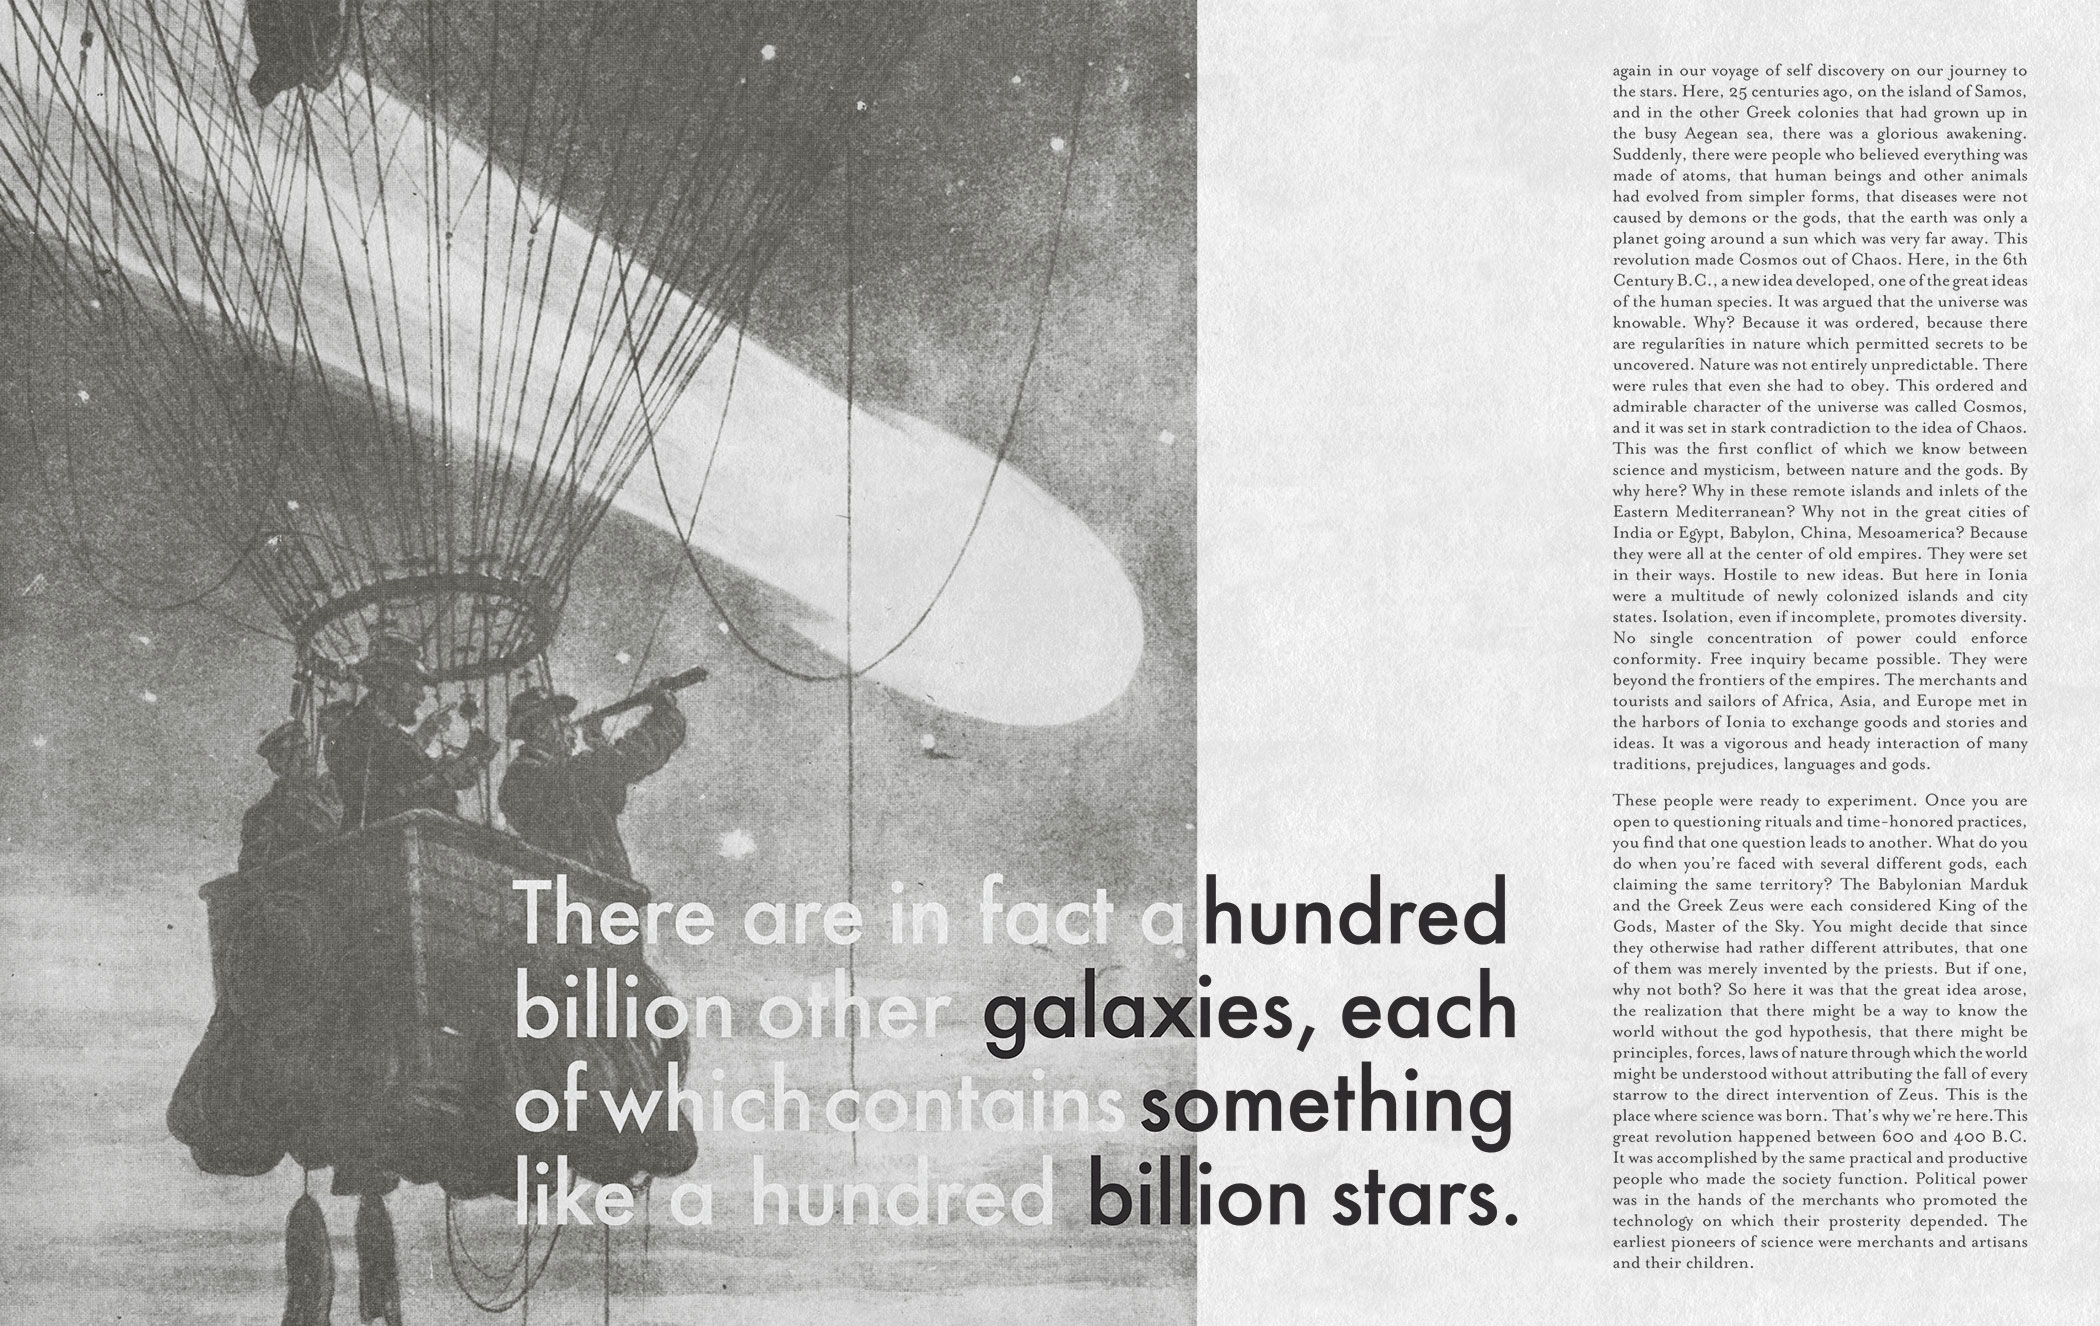 There are in fact a hundred
billion other galaxies, each
of which contains something
like a hundred billion stars.
again in our voyage of self discovery on our journey to
the stars. Here, 25 centuries ago, on the island of Samos,
and in the other Greek colonies that had grown up in
the busy Aegean sea, there was a glorious awakening.
Suddenly, there were people who believed everything was
made of atoms, that human beings and other animals
had evolved from simpler forms, that diseases were not
caused by demons or the gods, that the earth was only a
planet going around a sun which was very far away. This
revolution made Cosmos out of Chaos. Here, in the 6th
Century B.C., a new idea developed, one of the great ideas
of the human species. It was argued that the universe was
knowable. Why? Because it was ordered, because there
are regularities in nature which permitted secrets to be
uncovered. Nature was not entirely unpredictable. There
were rules that even she had to obey. This ordered and
admirable character of the universe was called Cosmos,
and it was set in stark contradiction to the idea of Chaos.
This was the first conflict of which we know between
science and mysticism, between nature and the gods. By
why here? Why in these remote islands and inlets of the
Eastern Mediterranean? Why not in the great cities of
India or Egypt, Babylon, China, Mesoamerica? Because
they were all at the center of old empires. They were set
in their ways. Hostile to new ideas. But here in Ionia
were a multitude of newly colonized islands and city
states. Isolation, even if incomplete, promotes diversity.
No single concentration of power could enforce
conformity. Free inquiry became possible. They were
beyond the frontiers of the empires. The merchants and
tourists and sailors of Africa, Asia, and Europe met in
the harbors of Ionia to exchange goods and stories and
ideas. It was a vigorous and heady interaction of many
traditions, prejudices, languages and gods.
These people were ready to experiment. Once you are
open to questioning rituals and time-honored practices,
you find that one question leads to another. What do you
do when you're faced with several different gods, each
claiming the same territory? The Babylonian Marduk
and the Greek Zeus were each considered King of the
Gods, Master of the Sky. You might decide that since
they otherwise had rather different attributes, that one
of them was merely invented by the priests. But if one,
why not both? So here it was that the great idea arose,
the realization that there might be a way to know the
world without the god hypothesis, that there might be
principles, forces, laws of nature through which the world
might be understood without attributing the fall of every
starrow to the direct intervention of Zeus. This is the
place where science was born. That's why we're here.This
great revolution happened between 600 and 400 B.C.
It was accomplished by the same practical and productive
people who made the society function. Political power
was in the hands of the merchants who promoted the
technology on which their prosterity depended. The
earliest pioneers of science were merchants and artisans
and their children.